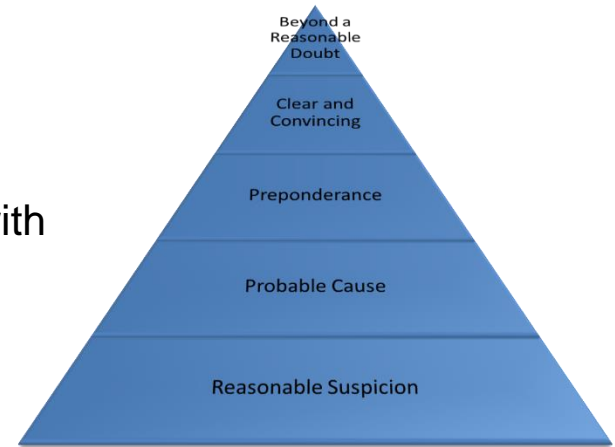 Beyond a
Reasonable
Doubt
Clear and
Convincing
Preponderance
Probable Cause
Reasonable Suspicion